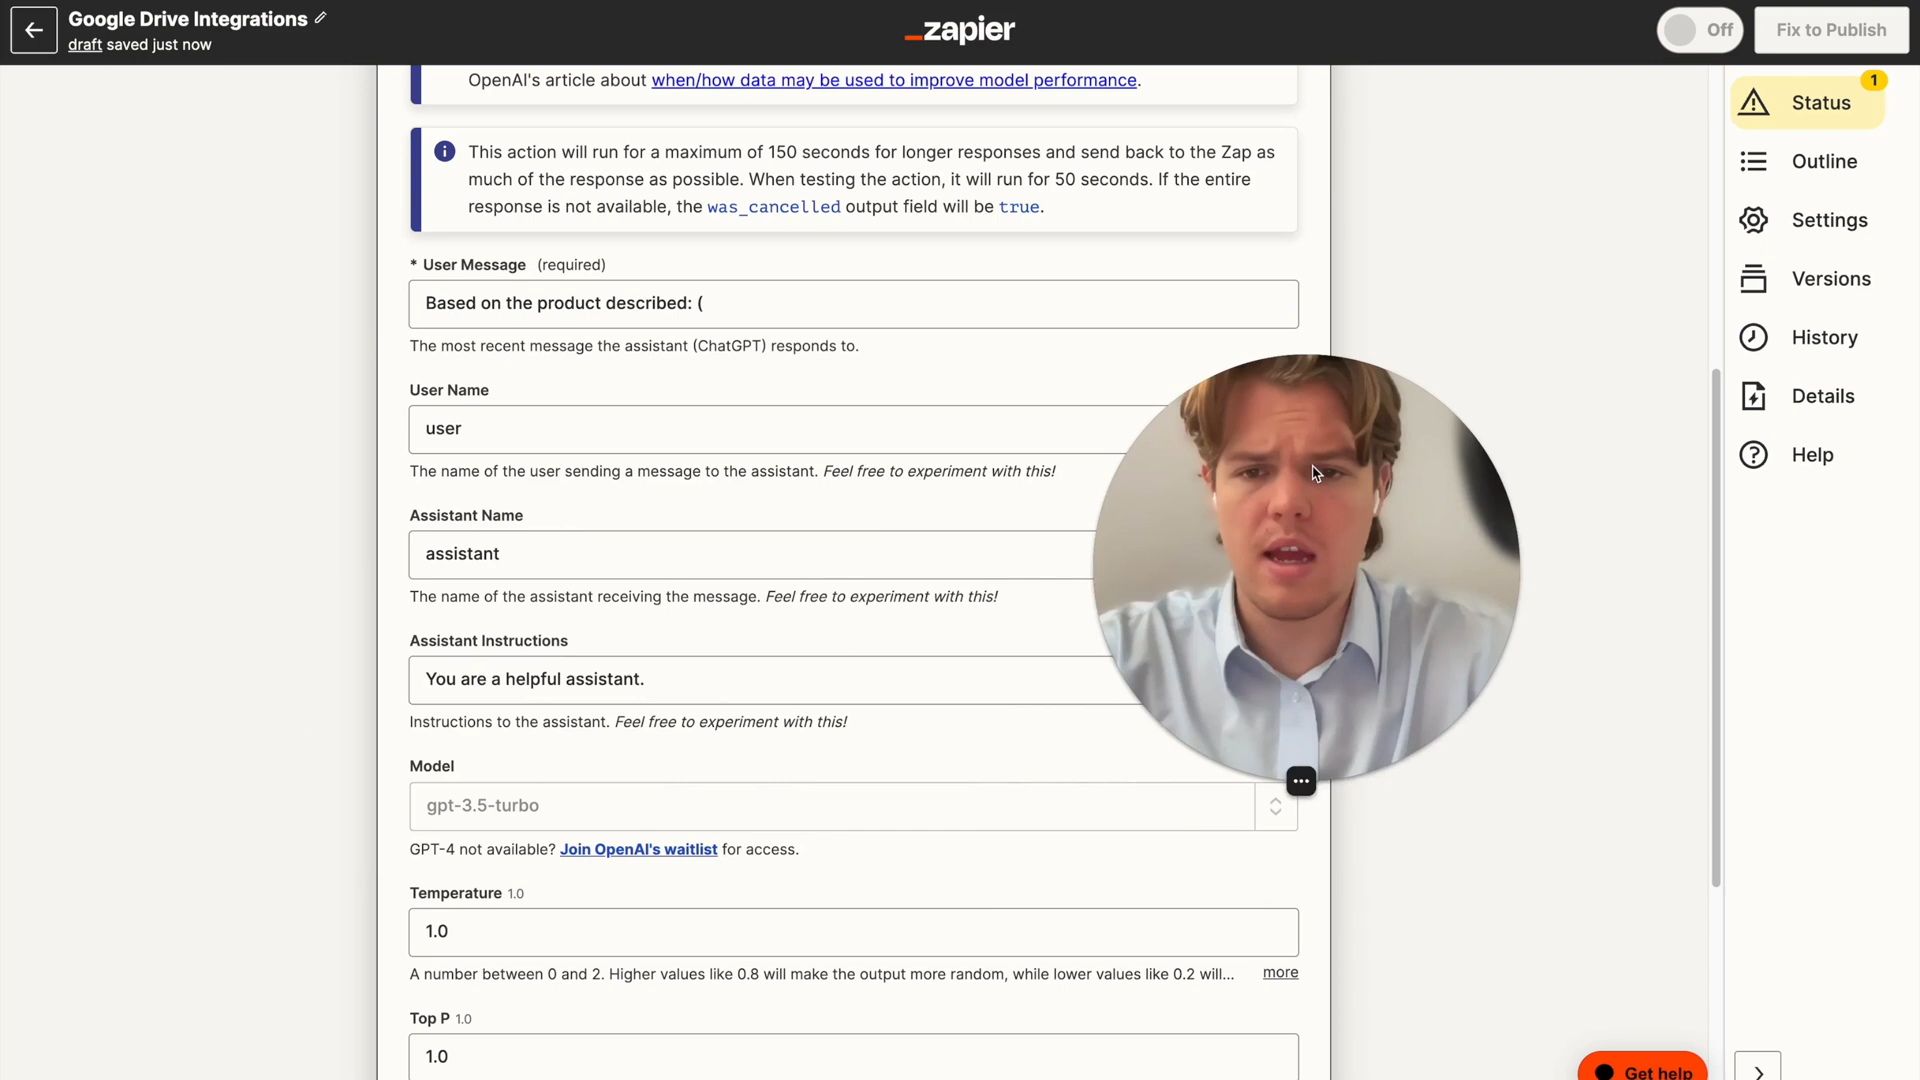 Google Drive Integrations
draft saved just now
zapier
Off
Fix to Publish
OpenAI's article about when/how data may be used to improve model performance.
This action will run for a maximum of 150 seconds for longer responses and send back to the Zap as
much of the response as possible. When testing the action, it will run for 50 seconds. If the entire
response is not available, the was_cancelled output field will be true.
* User Message (required)
Based on the product described: (
The most recent message the assistant (ChatGPT) responds to.
User Name
user
The name of the user sending a message to the assistant. Feel free to experiment with this!
Assistant Name
assistant
The name of the assistant receiving the message. Feel free to experiment with this!
Assistant Instructions
You are a helpful assistant.
Instructions to the assistant. Feel free to experiment with this!
Model
gpt-3.5-turbo
GPT-4 not available? Join OpenAI's waitlist for access.
Temperature 1.0
1.0
A number between 0 and 2. Higher values like 0.8 will make the output more random, while lower values like 0.2 will... more
Top P 1.0
1.0
1
Status
Outline
Settings
Versions
History
Details
Help
Get help